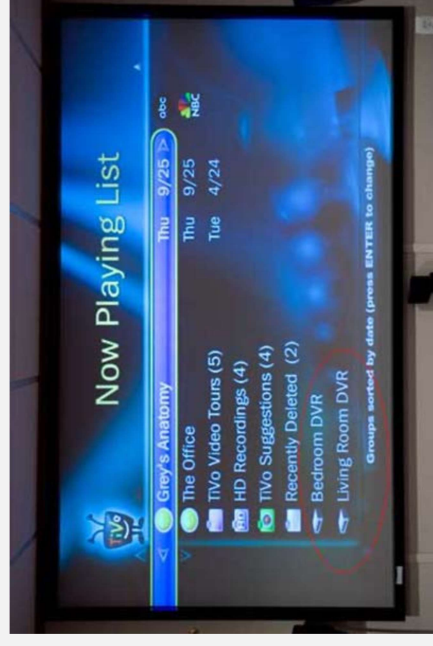 TiVo
Now Playing List
Grey's Anatomy Thu 9/25 abc
The Office Thu 9/25 NBC
TiVo Video Tours (5) Tue 4/24
HD Recordings (4)
TiVo Suggestions (4)
Recently Deleted (2)
Bedroom DVR
Living Room DVR
Groups sorted by date (press ENTER to change)